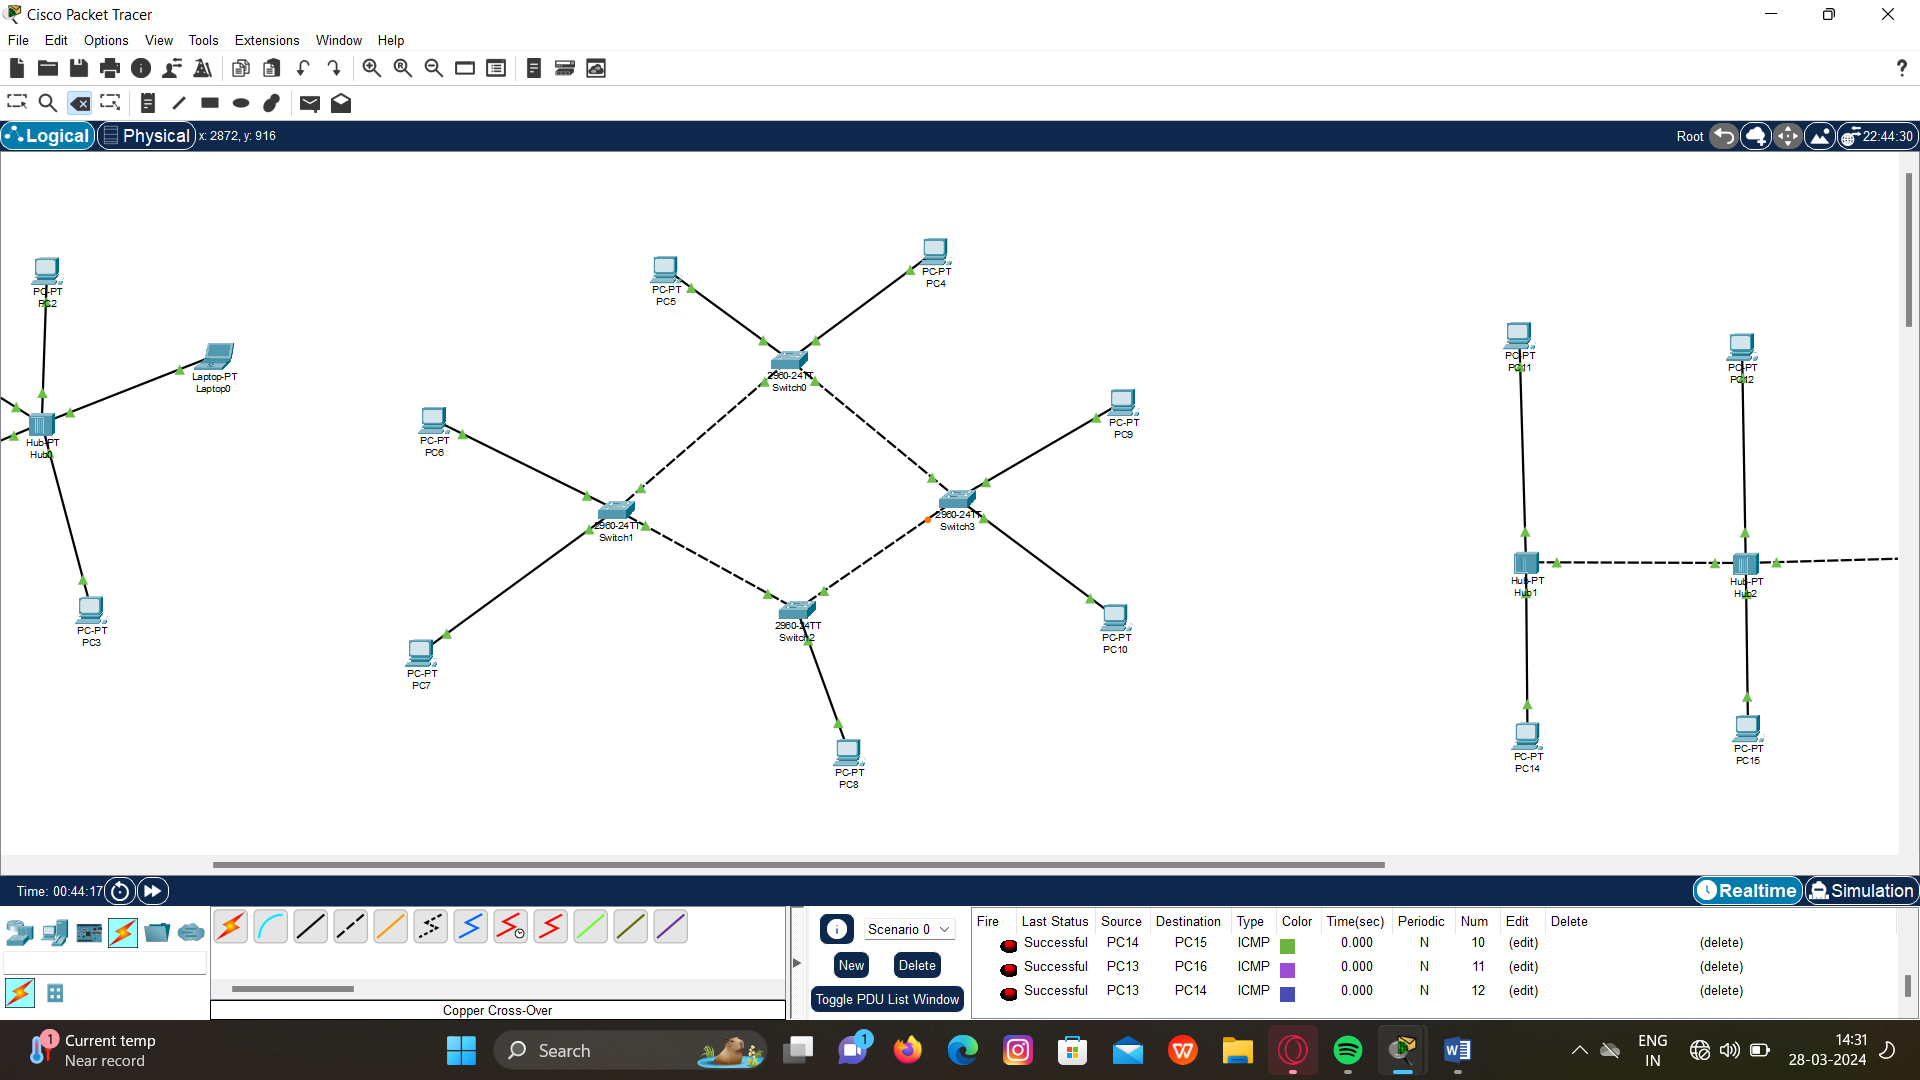 Cisco Packet Tracer
File Edit Options View Tools Extensions Window Help
?
Logical Physical x: 2872, y: 916
Root 22:44:30
PC-PT
PC2
Laptop-PT
Laptop0
Hub-PT
Hub0
PC-PT
PC3
PC-PT
PC5
PC-PT
PC4
2960-24TT
Switch0
PC-PT
PC6
PC-PT
PC9
2960-24TT
Switch1
2960-24TT
Switch3
2960-24TT
Switch2
PC-PT
PC7
PC-PT
PC10
PC-PT
PC8
PC-PT
PC11
PC-PT
PC12
Hub-PT
Hub1
Hub-PT
Hub2
PC-PT
PC14
PC-PT
PC15
Time: 00:44:17
Realtime Simulation
Scenario 0
New Delete
Toggle PDU List Window
Copper Cross-Over
Fire Last Status Source Destination Type Color Time(sec) Periodic Num Edit Delete
Successful PC14 PC15 ICMP 0.000 N 10 (edit) (delete)
Successful PC13 PC16 ICMP 0.000 N 11 (edit) (delete)
Successful PC13 PC14 ICMP 0.000 N 12 (edit) (delete)
1
Current temp
Near record
Search
1
ENG
IN
14:31
28-03-2024